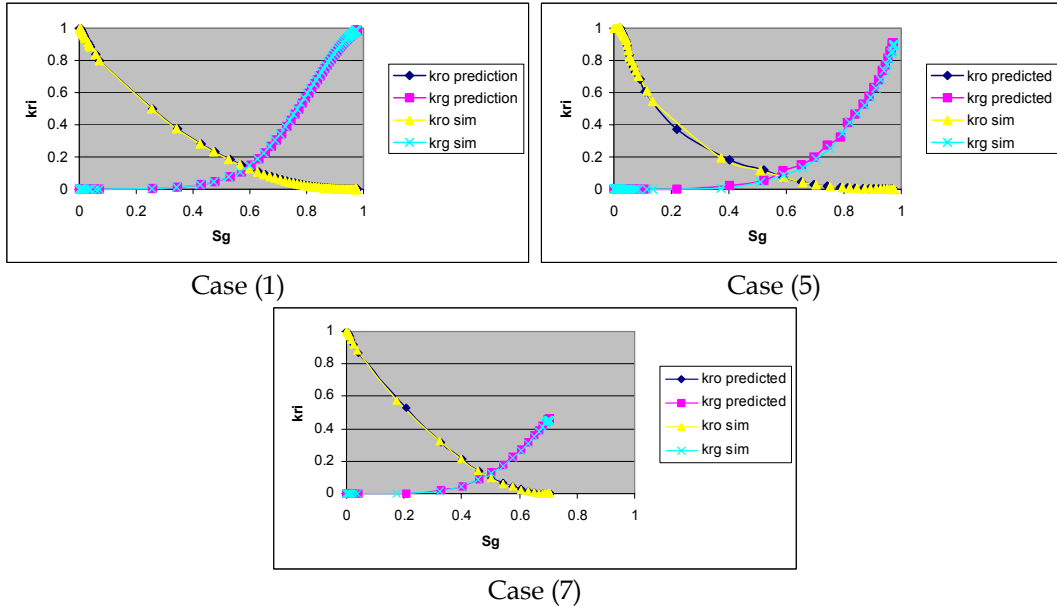 1
0.8
0.6
0.4
0.2
0
kri
0 0.2 0.4 0.6 0.8 1
Sg
kro prediction
krg prediction
kro sim
krg sim
Case (1)
1
0.8
0.6
0.4
0.2
0
kri
0 0.2 0.4 0.6 0.8 1
Sg
kro predicted
krg predicted
kro sim
krg sim
Case (5)
1
0.8
0.6
0.4
0.2
0
kri
0 0.2 0.4 0.6 0.8 1
Sg
kro predicted
krg predicted
kro sim
krg sim
Case (7)